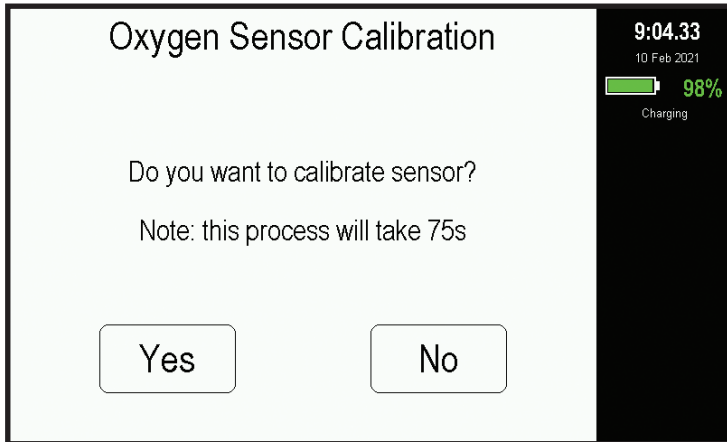 Oxygen Sensor Calibration
Do you want to calibrate sensor?
Note: this process will take 75s
Yes
No
9:04.33
10 Feb 2021
98%
Charging